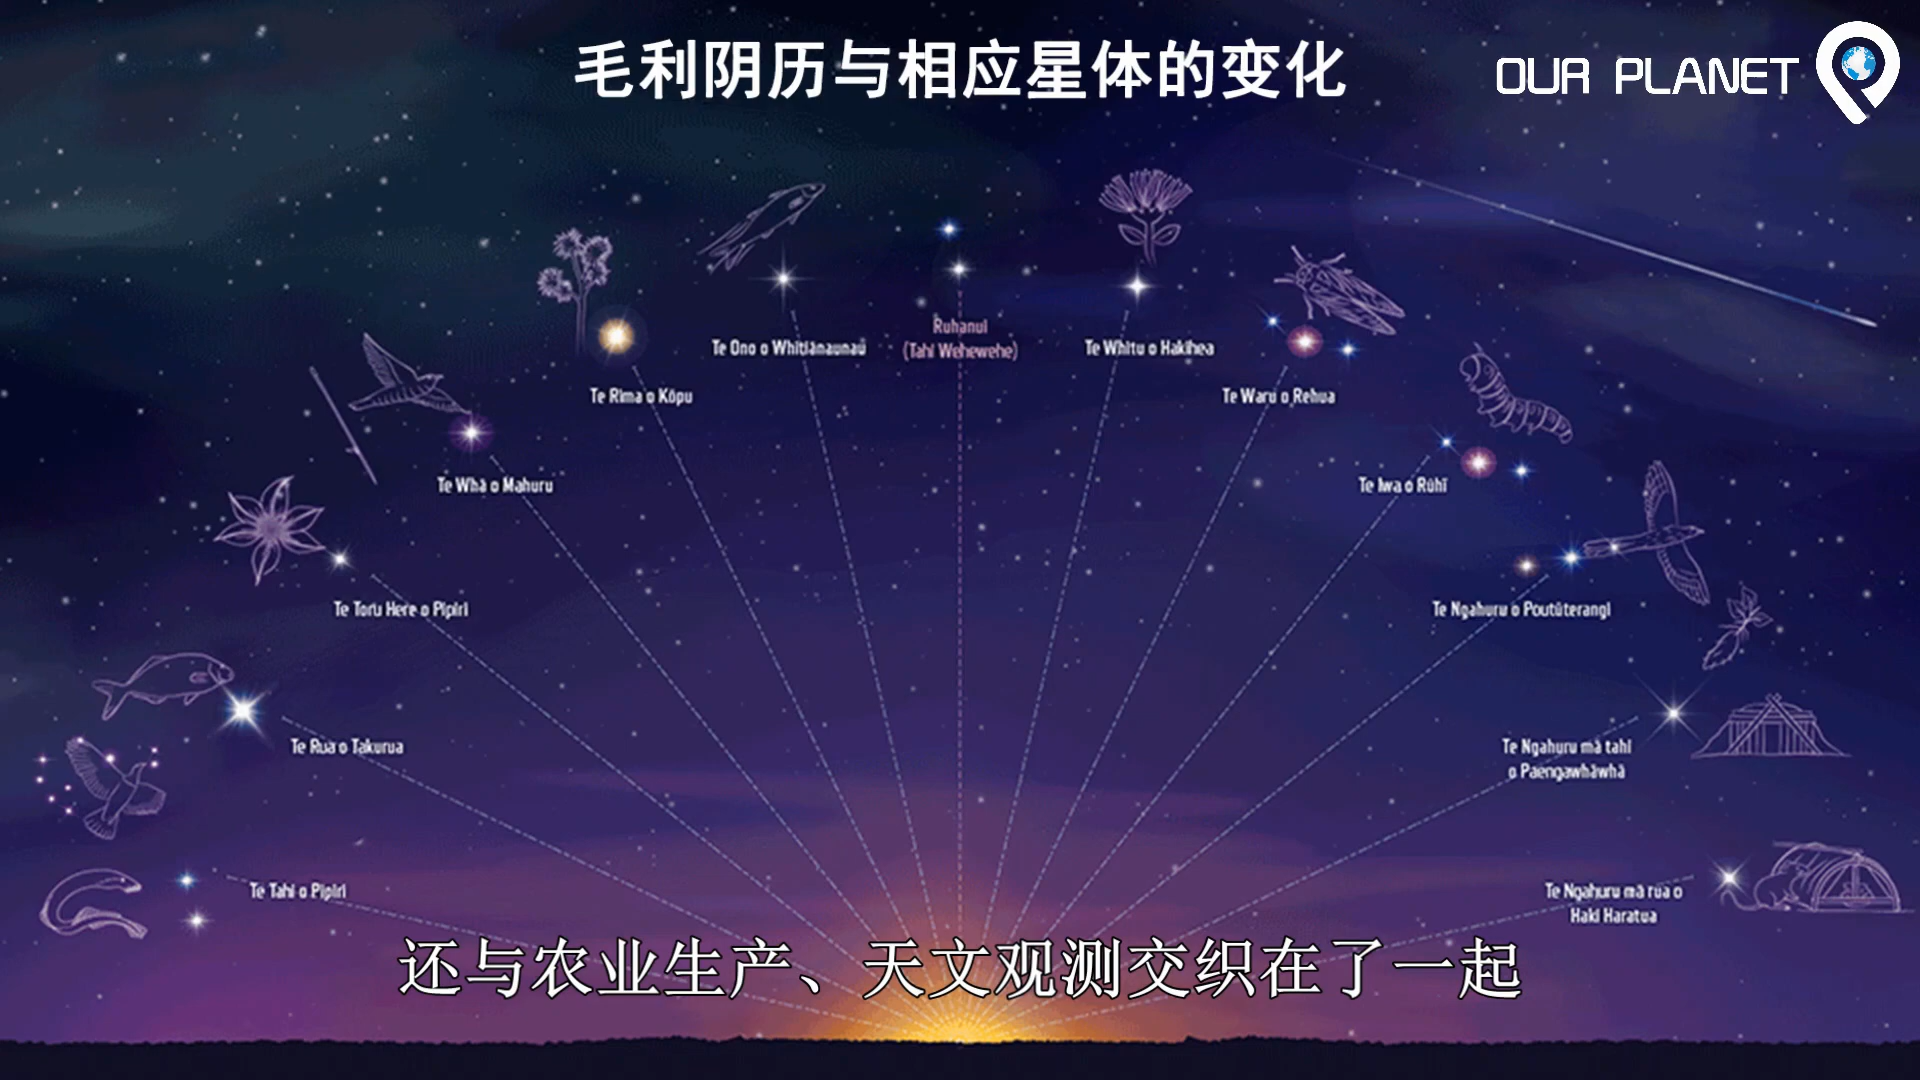 毛利阴历与相应星体的变化
OUR PLANET
Te Ono o Whitiānaunaū
Ruhanui
(Tahi Wehewehe)
Te Whitu o Hakihea
Te Rima o Kōpu
Te Waru o Rehua
Te Whā o Mahuru
Te Iwa o Rūhī
Te Toru Here o Pipiri
Te Ngahuru o Poutūterangi
Te Rua o Takurua
Te Ngahuru mā tahi
o Paengawhāwhā
Te Tahi o Pipiri
Te Ngahuru mā rua o
Haki Haratua
还与农业生产、天文观测交织在了一起